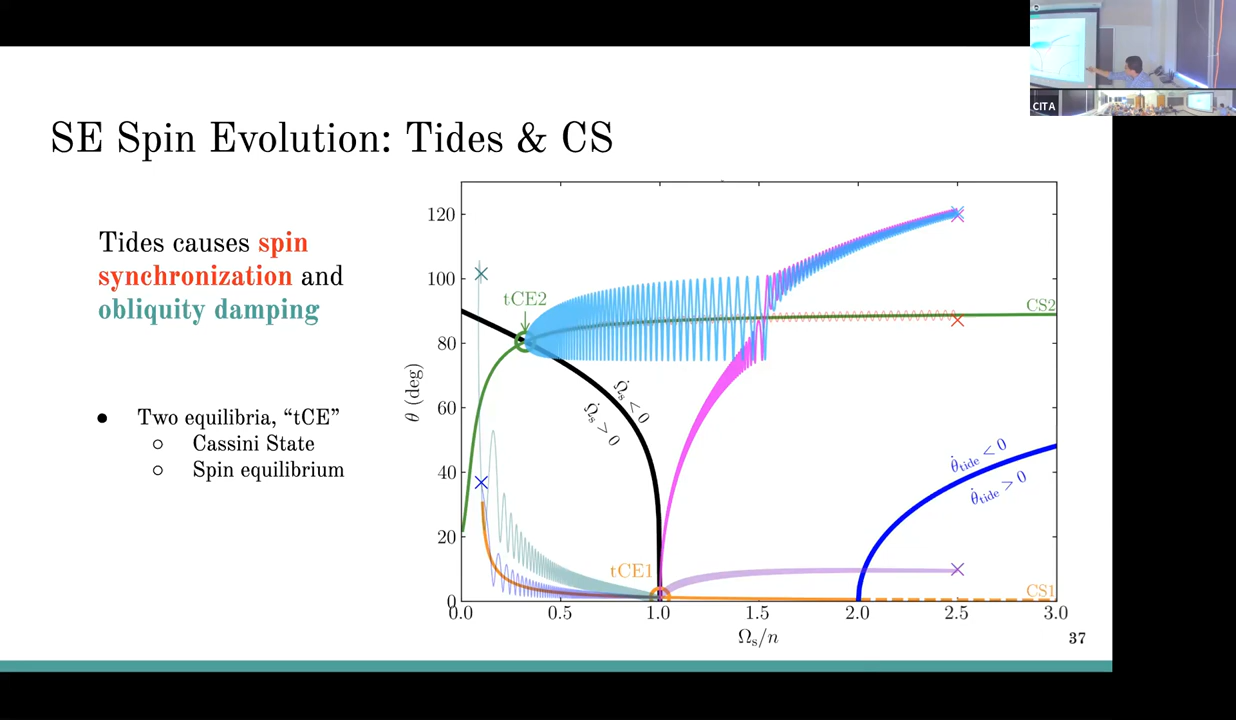 CITA
SE Spin Evolution: Tides & CS
Tides causes spin
synchronization and
obliquity damping
● Two equilibria, “tCE”
○ Cassini State
○ Spin equilibrium
120
100
80
60
40
20
0
θ (deg)
0.0 0.5 1.0 1.5 2.0 2.5 3.0
Ωₛ/n
tCE2
CS2
Ω̇ₛ < 0
Ω̇ₛ > 0
θ̇tide < 0
θ̇tide > 0
tCE1
CS1
37